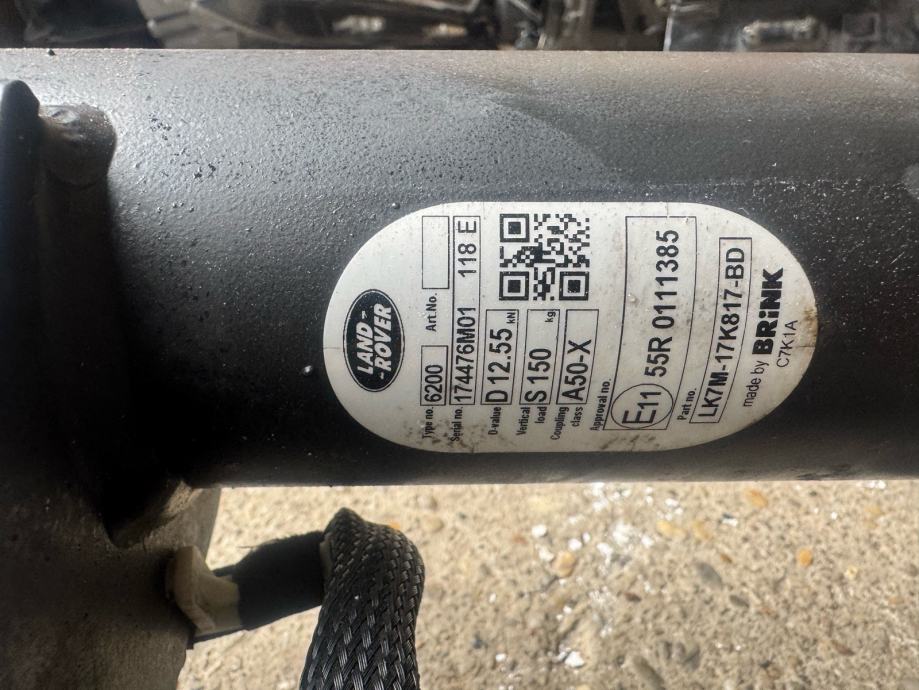 LAND-
-ROVER
Type no. 6200 Art.No.
Serial no. 174476M01 118 E
D-value D 12.55 kN
Vertical load S 150 kg
Coupling class A50-X
Approval no.
E11 55R 0111385
Part no. LK7M-17K817-BD
made by BRiNK
C7K1A